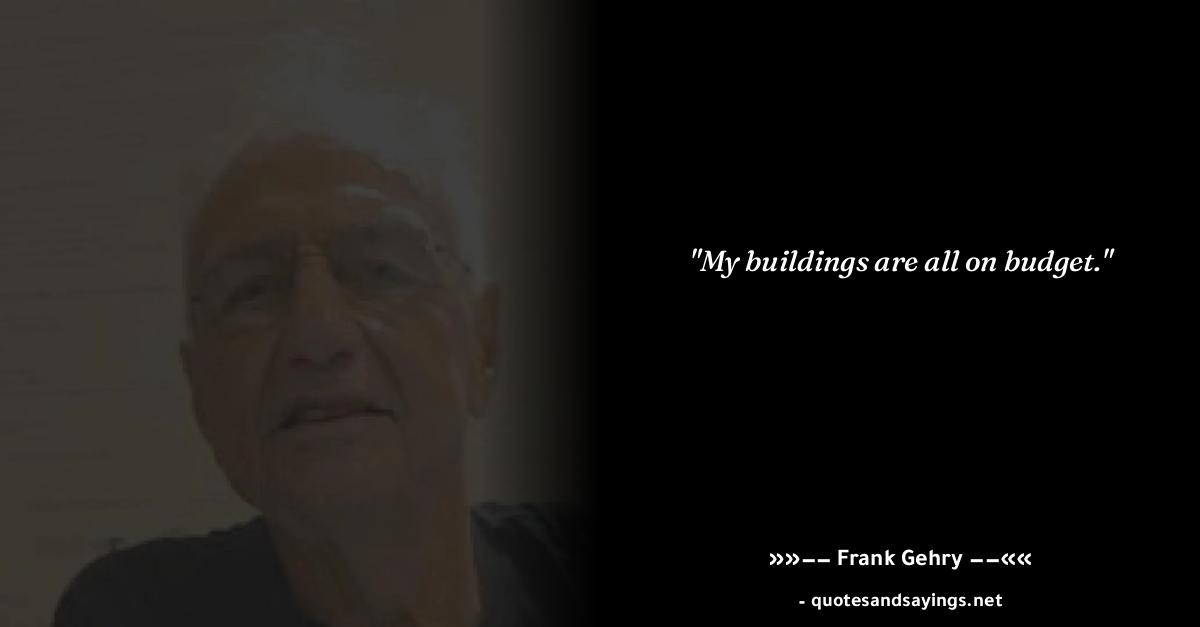 "My buildings are all on budget."
»»−− Frank Gehry −−««
- quotesandsayings.net